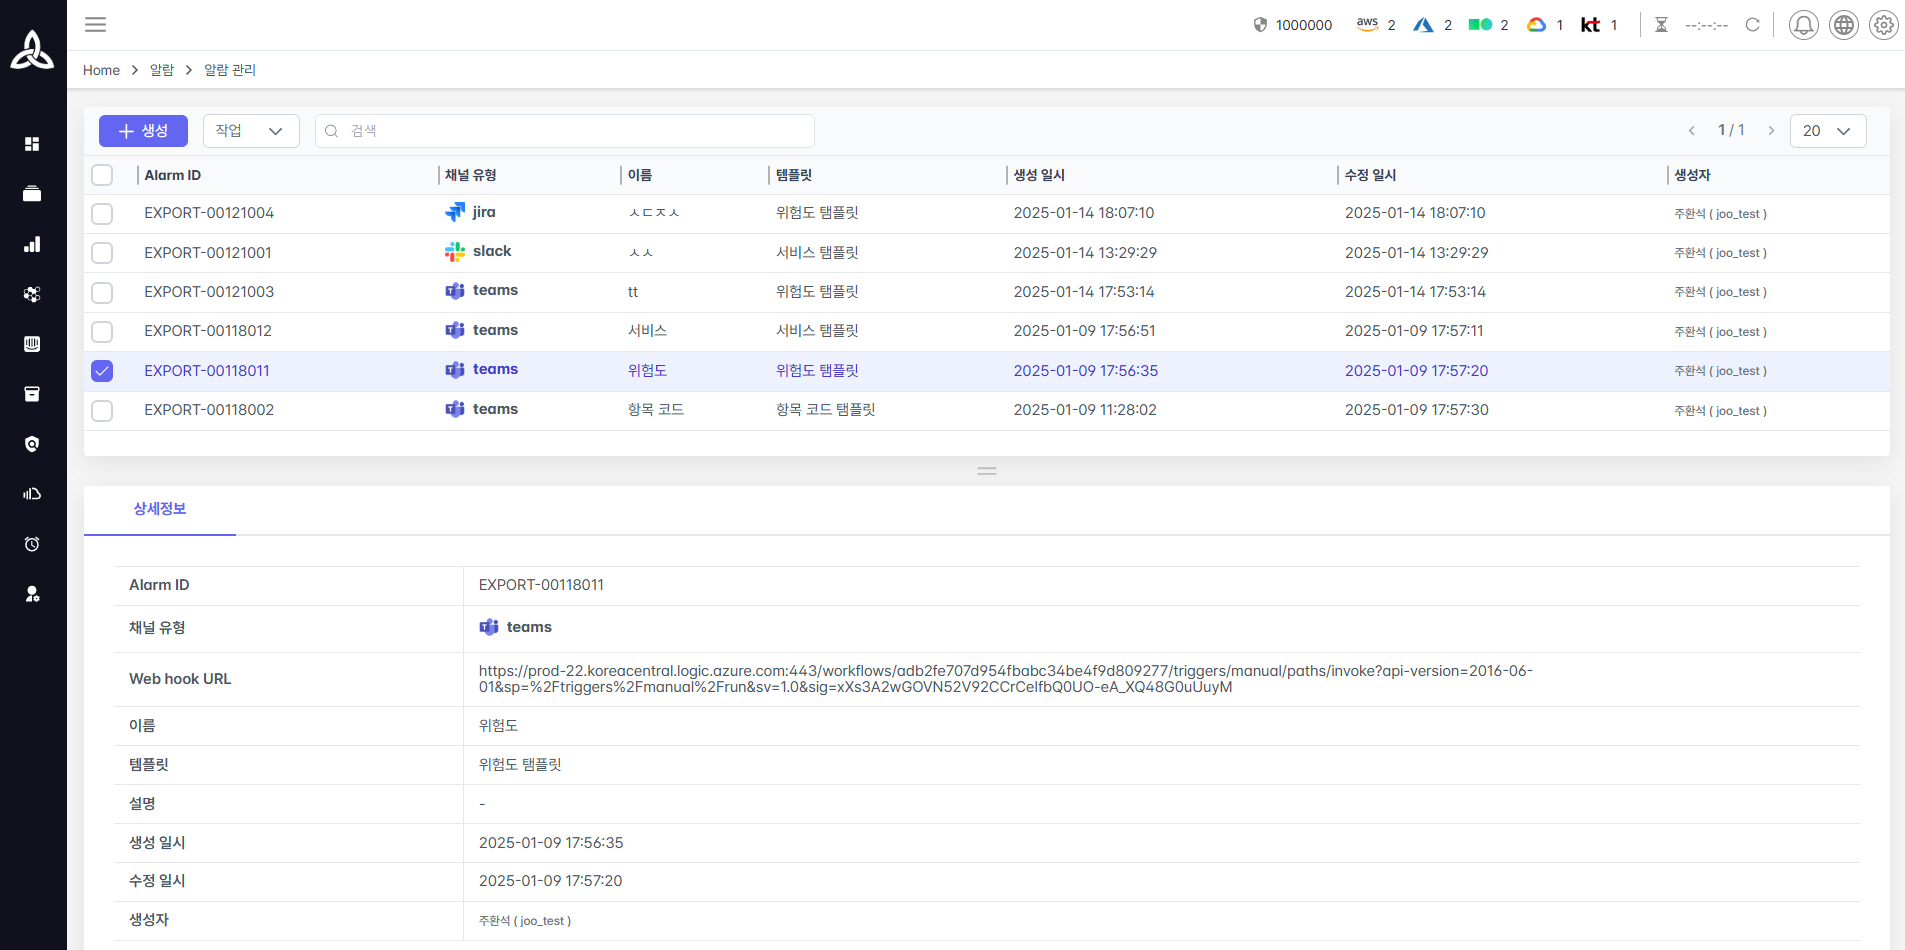 1000000 aws 2 2 2 1 kt 1 --:--:--
Home > 알람 > 알람 관리
+ 생성 작업 검색 1 / 1 20
Alarm ID 채널 유형 이름 템플릿 생성 일시 수정 일시 생성자
EXPORT-00121004 jira ㅅㄷㅈㅅ 위험도 탬플릿 2025-01-14 18:07:10 2025-01-14 18:07:10 주환석 ( joo_test )
EXPORT-00121001 slack ㅅㅅ 서비스 탬플릿 2025-01-14 13:29:29 2025-01-14 13:29:29 주환석 ( joo_test )
EXPORT-00121003 teams tt 위험도 탬플릿 2025-01-14 17:53:14 2025-01-14 17:53:14 주환석 ( joo_test )
EXPORT-00118012 teams 서비스 서비스 탬플릿 2025-01-09 17:56:51 2025-01-09 17:57:11 주환석 ( joo_test )
EXPORT-00118011 teams 위험도 위험도 탬플릿 2025-01-09 17:56:35 2025-01-09 17:57:20 주환석 ( joo_test )
EXPORT-00118002 teams 항목 코드 항목 코드 탬플릿 2025-01-09 11:28:02 2025-01-09 17:57:30 주환석 ( joo_test )
상세정보
Alarm ID EXPORT-00118011
채널 유형 teams
Web hook URL https://prod-22.koreacentral.logic.azure.com:443/workflows/adb2fe707d954fbabc34be4f9d809277/triggers/manual/paths/invoke?api-version=2016-06-
01&sp=%2Ftriggers%2Fmanual%2Frun&sv=1.0&sig=xXs3A2wGOVN52V92CCrCeIfbQ0UO-eA_XQ48G0uUuyM
이름 위험도
템플릿 위험도 탬플릿
설명 -
생성 일시 2025-01-09 17:56:35
수정 일시 2025-01-09 17:57:20
생성자 주환석 ( joo_test )